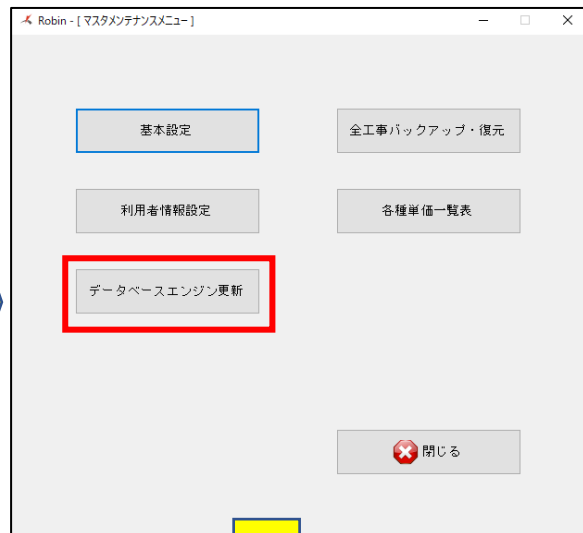 Robin - [ マスタメンテナンスメニュー ]
基本設定
全工事バックアップ・復元
利用者情報設定
各種単価一覧表
データベースエンジン更新
閉じる